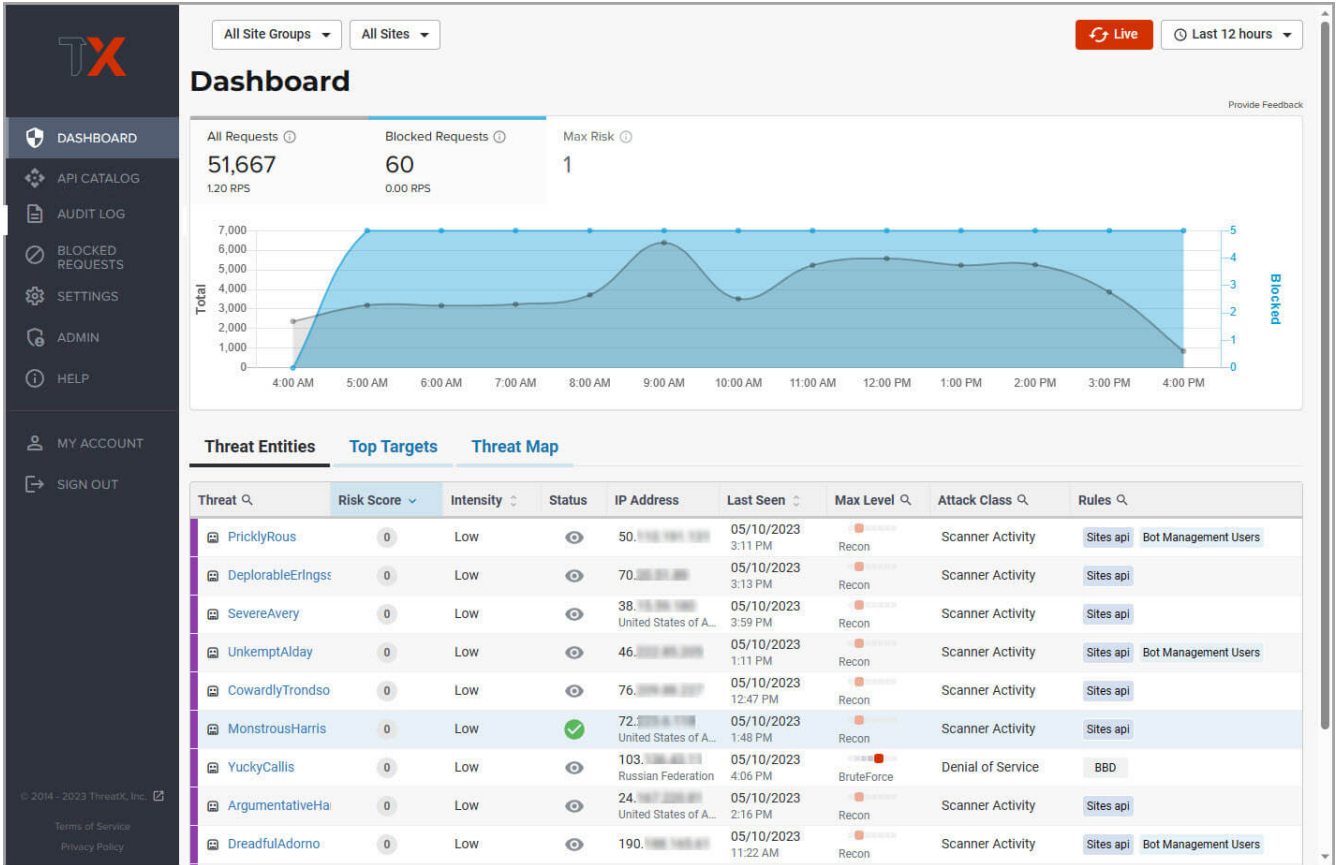 TX
All Site Groups
All Sites
Live
Last 12 hours
Dashboard
Provide Feedback
DASHBOARD
API CATALOG
AUDIT LOG
BLOCKED
REQUESTS
SETTINGS
ADMIN
HELP
MY ACCOUNT
SIGN OUT
© 2014 - 2023 ThreatX, Inc.
Terms of Service
Privacy Policy
All Requests
51,667
1.20 RPS
Blocked Requests
60
0.00 RPS
Max Risk
1
Total
7,000
6,000
5,000
4,000
3,000
2,000
1,000
0
5
4
3
2
1
0
Blocked
4:00 AM 5:00 AM 6:00 AM 7:00 AM 8:00 AM 9:00 AM 10:00 AM 11:00 AM 12:00 PM 1:00 PM 2:00 PM 3:00 PM 4:00 PM
Threat Entities Top Targets Threat Map
Threat Risk Score Intensity Status IP Address Last Seen Max Level Attack Class Rules
PricklyRous 0 Low 50. 05/10/2023 Scanner Activity Sites api Bot Management Users
3:11 PM Recon
DeplorableErlngss 0 Low 70. 05/10/2023 Scanner Activity Sites api
3:13 PM Recon
SevereAvery 0 Low 38. 05/10/2023 Scanner Activity Sites api
United States of A... 3:59 PM Recon
UnkemptAlday 0 Low 46. 05/10/2023 Scanner Activity Sites api Bot Management Users
1:11 PM Recon
CowardlyTrondso 0 Low 76. 05/10/2023 Scanner Activity Sites api
12:47 PM Recon
MonstrousHarris 0 Low 72. 05/10/2023 Scanner Activity Sites api
United States of A... 1:48 PM Recon
YuckyCallis 0 Low 103. 05/10/2023 Denial of Service BBD
Russian Federation 4:06 PM BruteForce
ArgumentativeHa 0 Low 24. 05/10/2023 Scanner Activity Sites api
United States of A... 2:16 PM Recon
DreadfulAdorno 0 Low 190. 05/10/2023 Scanner Activity Sites api Bot Management Users
11:22 AM Recon